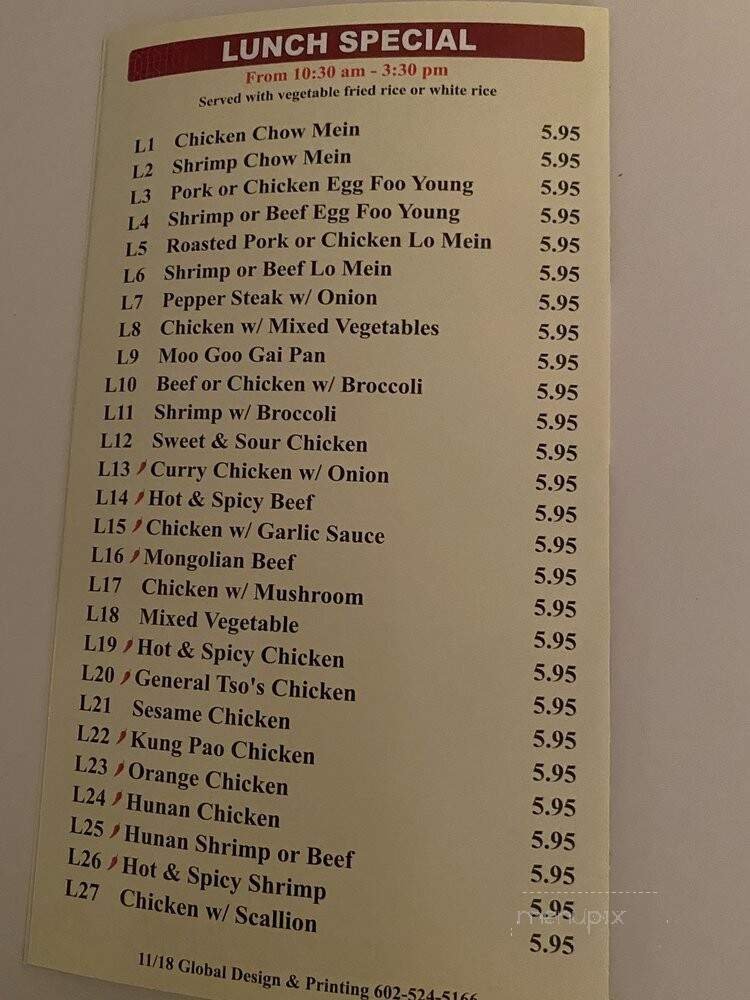 LUNCH SPECIAL
From 10:30 am - 3:30 pm
Served with vegetable fried rice or white rice
L1 Chicken Chow Mein 5.95
L2 Shrimp Chow Mein 5.95
L3 Pork or Chicken Egg Foo Young 5.95
L4 Shrimp or Beef Egg Foo Young 5.95
L5 Roasted Pork or Chicken Lo Mein 5.95
L6 Shrimp or Beef Lo Mein 5.95
L7 Pepper Steak w/ Onion 5.95
L8 Chicken w/ Mixed Vegetables 5.95
L9 Moo Goo Gai Pan 5.95
L10 Beef or Chicken w/ Broccoli 5.95
L11 Shrimp w/ Broccoli 5.95
L12 Sweet & Sour Chicken 5.95
L13 Curry Chicken w/ Onion 5.95
L14 Hot & Spicy Beef 5.95
L15 Chicken w/ Garlic Sauce 5.95
L16 Mongolian Beef 5.95
L17 Chicken w/ Mushroom 5.95
L18 Mixed Vegetable 5.95
L19 Hot & Spicy Chicken 5.95
L20 General Tso's Chicken 5.95
L21 Sesame Chicken 5.95
L22 Kung Pao Chicken 5.95
L23 Orange Chicken 5.95
L24 Hunan Chicken 5.95
L25 Hunan Shrimp or Beef 5.95
L26 Hot & Spicy Shrimp 5.95
L27 Chicken w/ Scallion 5.95
menupix
11/18 Global Design & Printing 602-524-5166